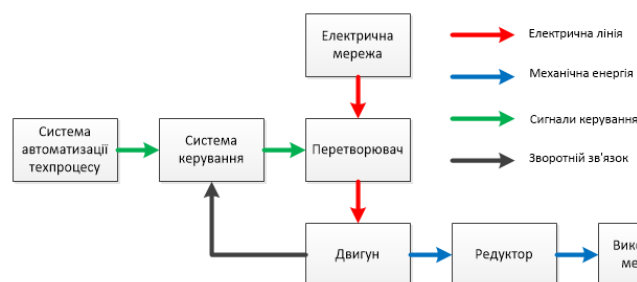 Електрична
мережа
Електрична лінія
Механічна енергія
Сигнали керування
Зворотній зв'язок
Система
автоматизації
техпроцесу
Система
керування
Перетворювач
Двигун
Редуктор